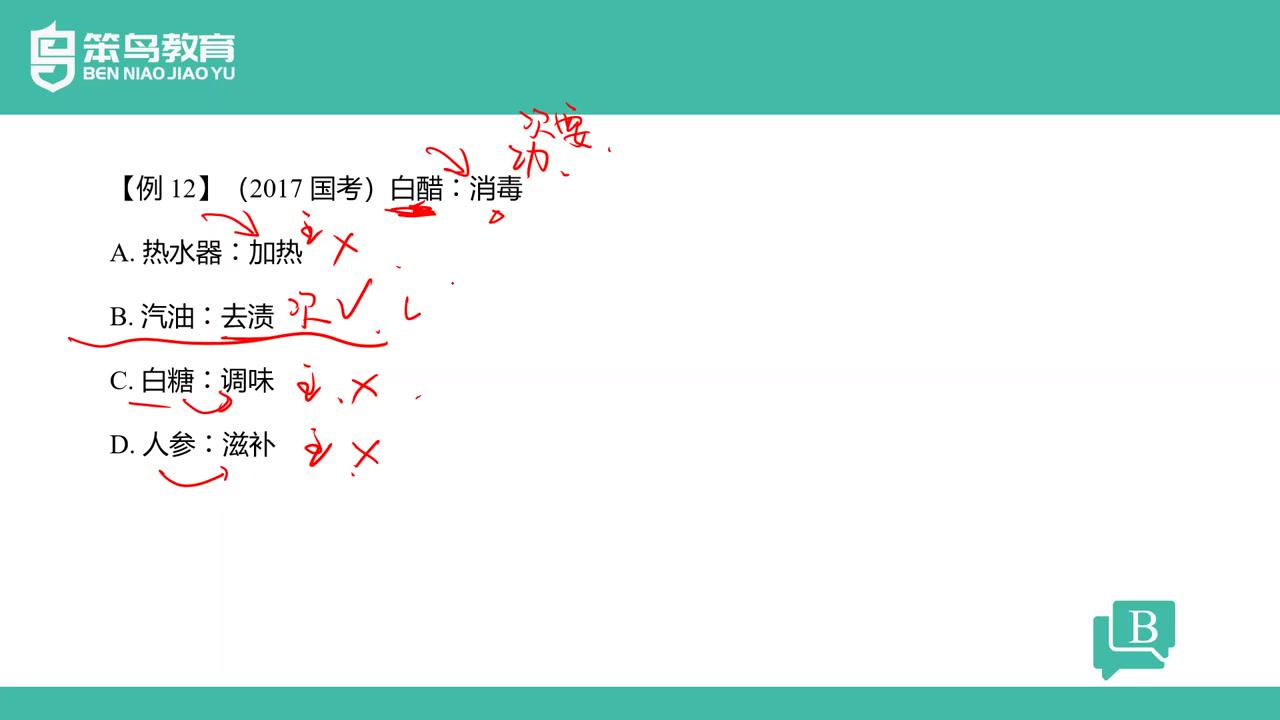 笨鸟教育
BEN NIAO JIAO YU
次要
功
【例 12】（2017 国考）白醋：消毒
A. 热水器：加热 主 ×
B. 汽油：去渍 次 ✓
C. 白糖：调味 主 ×
D. 人参：滋补 主 ×
B